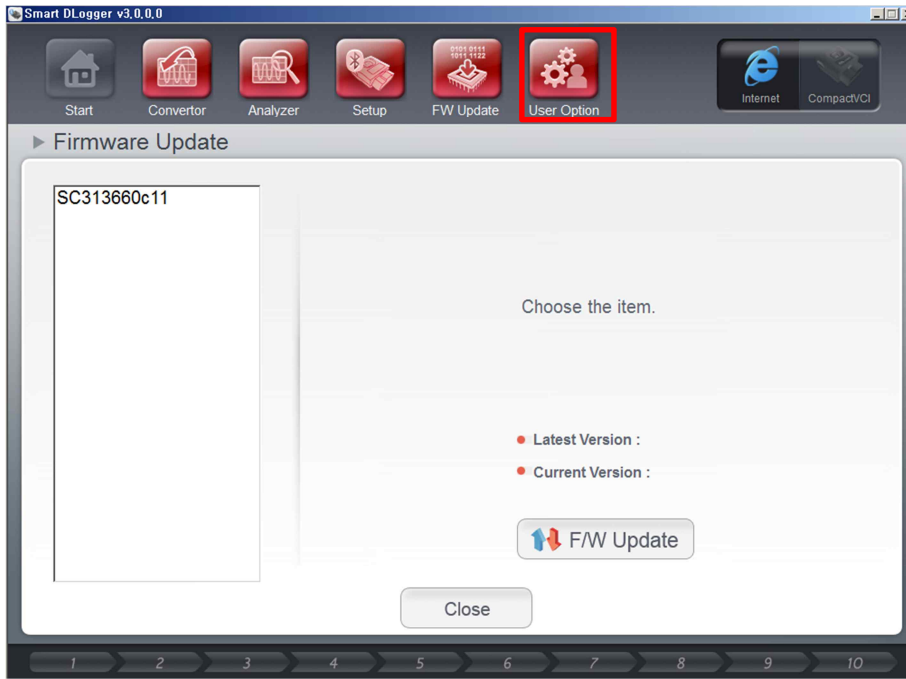 Smart DLogger v3,0,0,0
0101 0111
1011 1122
Start
Convertor
Analyzer
Setup
FW Update
User Option
Internet
CompactVCI
Firmware Update
SC313660c11
Choose the item.
Latest Version :
Current Version :
F/W Update
Close
1 2 3 4 5 6 7 8 9 10